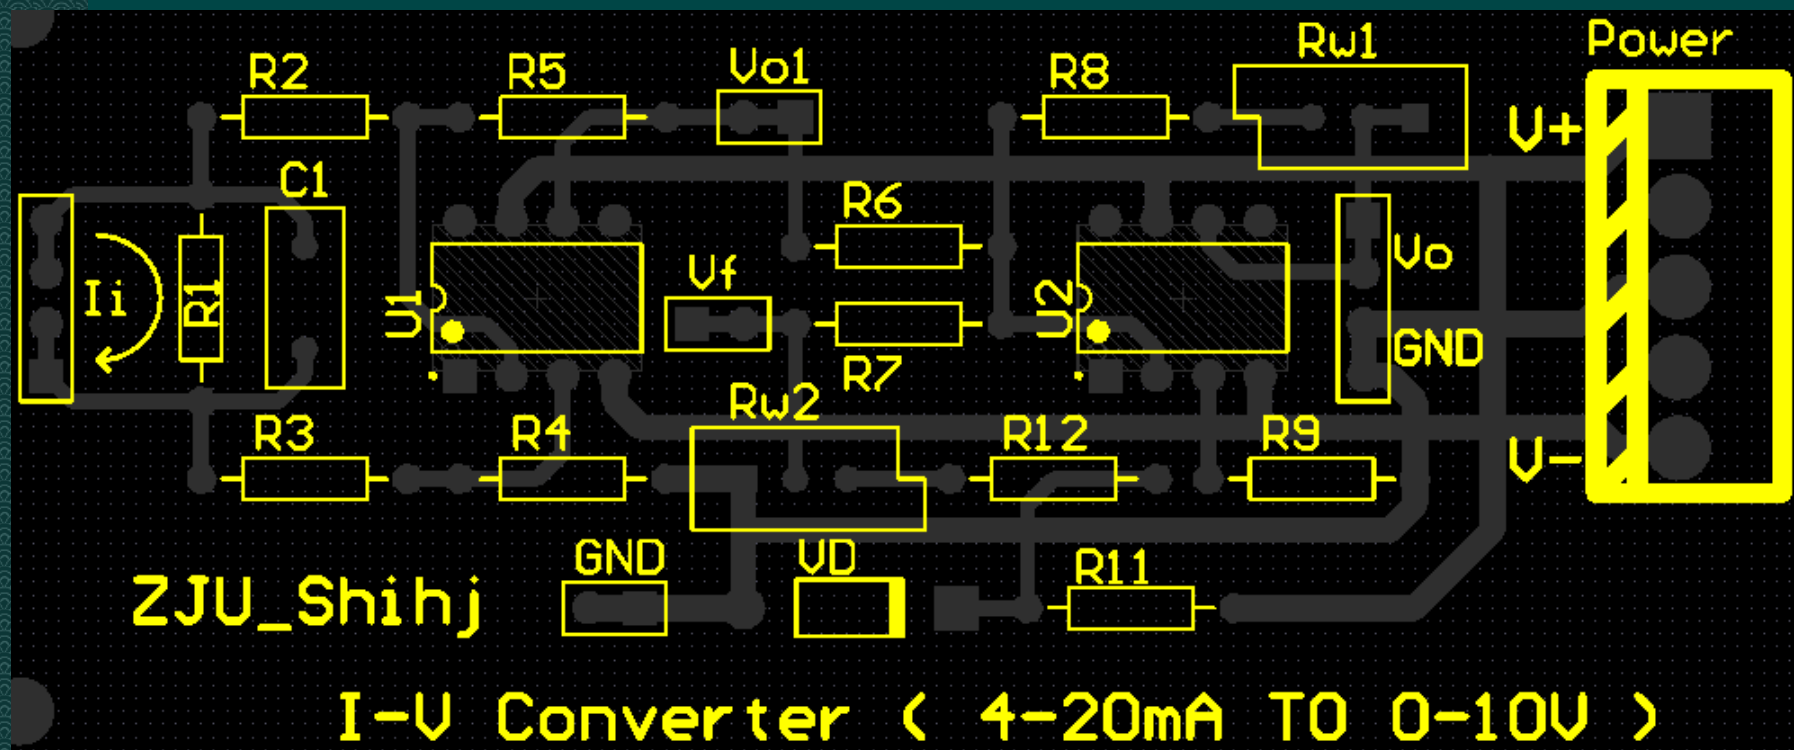 Power
Rw1
R2
R5
Vo1
R8
V+
C1
R6
Ii
R1
U1
Vf
U2
Vo
R7
GND
Rw2
R3
R4
R12
R9
V-
GND
VD
R11
ZJU_Shihj
I-V Converter ( 4-20mA TO 0-10V )